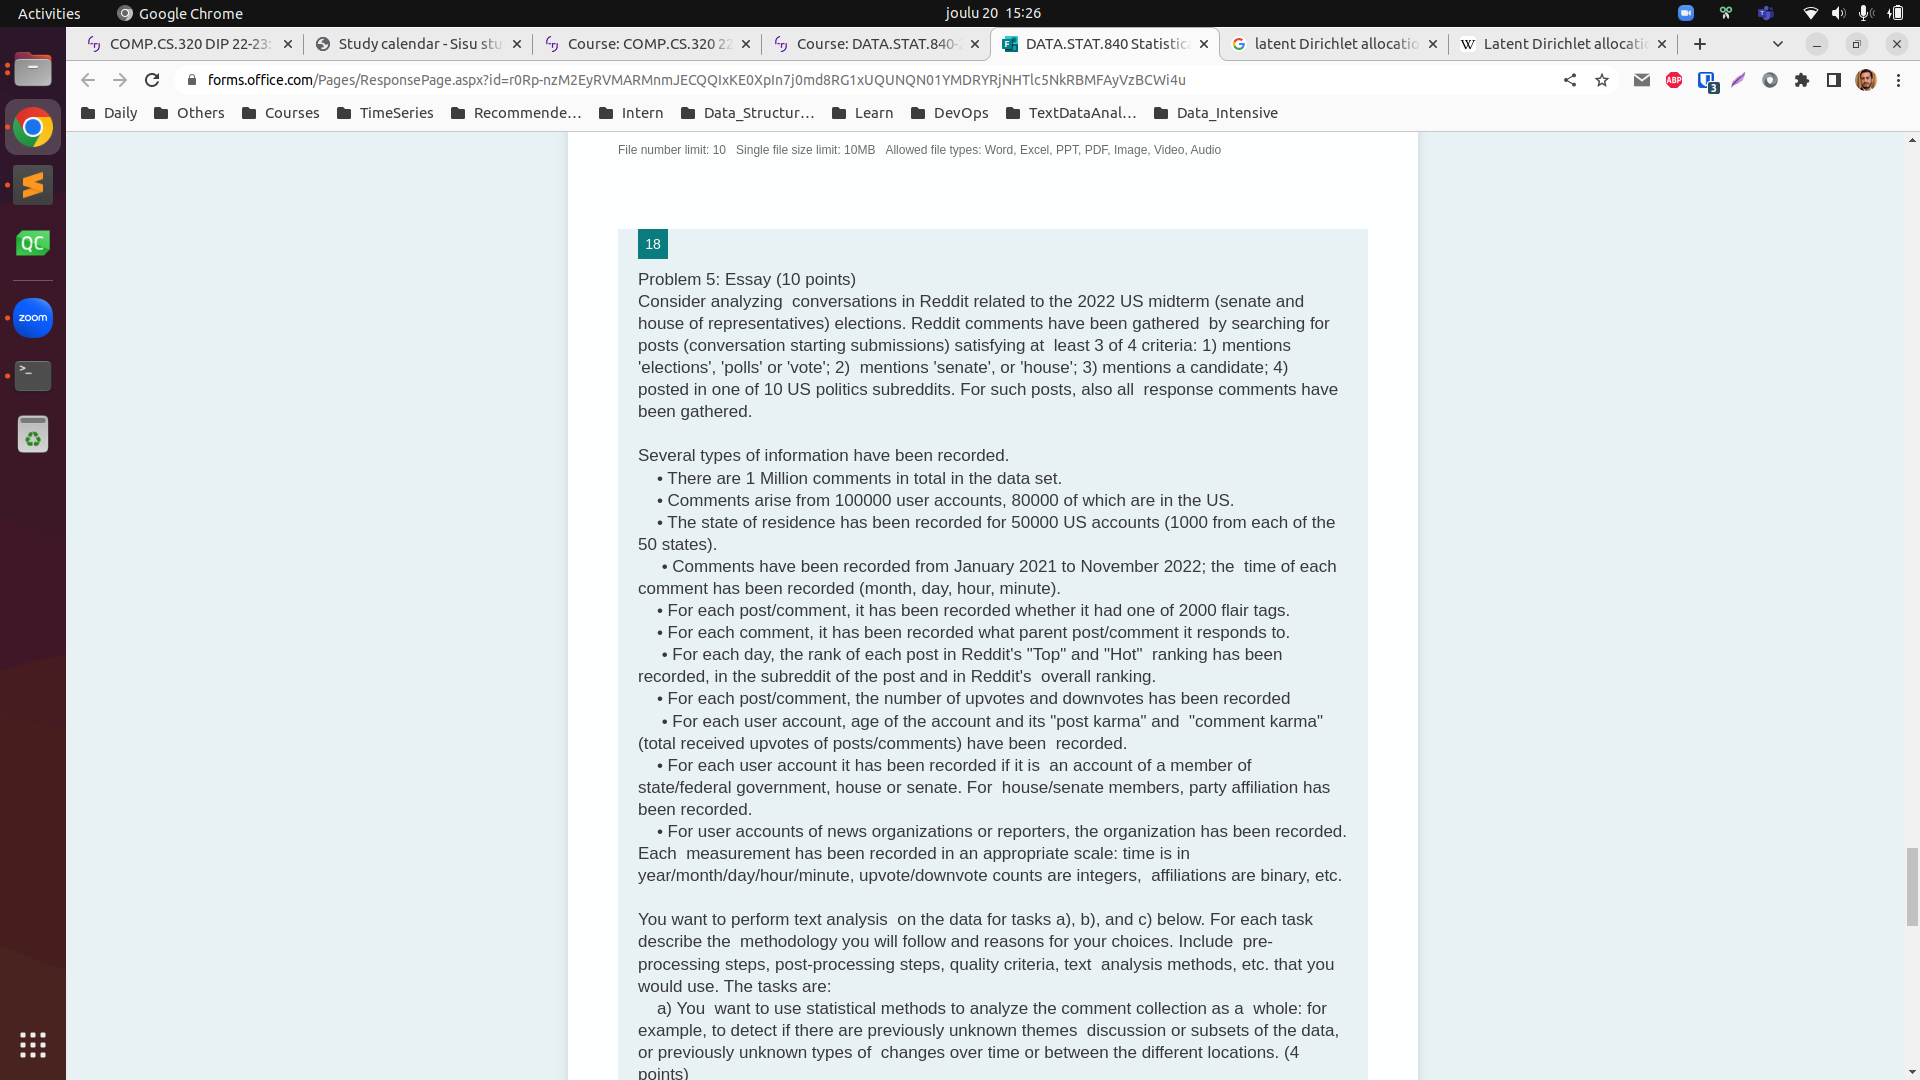 Activities
Google Chrome
joulu 20 15:26
COMP.CS.320 DIP 22-23:
Study calendar - Sisu stu
Course: COMP.CS.320 22
Course: DATA.STAT.840-2
DATA.STAT.840 Statistica
latent Dirichlet allocatio
Latent Dirichlet allocati
forms.office.com/Pages/ResponsePage.aspx?id=r0Rp-nzM2EyRVMARMnmJECQQIxKE0XpIn7j0md8RG1xUQUNQN01YMDRYRjNHTlc5NkRBMFAyVzBCWi4u
ABP
3
Daily
Others
Courses
TimeSeries
Recommende...
Intern
Data_Structur...
Learn
DevOps
TextDataAnal...
Data_Intensive
QC
zoom
File number limit: 10 Single file size limit: 10MB Allowed file types: Word, Excel, PPT, PDF, Image, Video, Audio
18
Problem 5: Essay (10 points)
Consider analyzing conversations in Reddit related to the 2022 US midterm (senate and
house of representatives) elections. Reddit comments have been gathered by searching for
posts (conversation starting submissions) satisfying at least 3 of 4 criteria: 1) mentions
'elections', 'polls' or 'vote'; 2) mentions 'senate', or 'house'; 3) mentions a candidate; 4)
posted in one of 10 US politics subreddits. For such posts, also all response comments have
been gathered.
Several types of information have been recorded.
• There are 1 Million comments in total in the data set.
• Comments arise from 100000 user accounts, 80000 of which are in the US.
• The state of residence has been recorded for 50000 US accounts (1000 from each of the
50 states).
• Comments have been recorded from January 2021 to November 2022; the time of each
comment has been recorded (month, day, hour, minute).
• For each post/comment, it has been recorded whether it had one of 2000 flair tags.
• For each comment, it has been recorded what parent post/comment it responds to.
• For each day, the rank of each post in Reddit's "Top" and "Hot" ranking has been
recorded, in the subreddit of the post and in Reddit's overall ranking.
• For each post/comment, the number of upvotes and downvotes has been recorded
• For each user account, age of the account and its "post karma" and "comment karma"
(total received upvotes of posts/comments) have been recorded.
• For each user account it has been recorded if it is an account of a member of
state/federal government, house or senate. For house/senate members, party affiliation has
been recorded.
• For user accounts of news organizations or reporters, the organization has been recorded.
Each measurement has been recorded in an appropriate scale: time is in
year/month/day/hour/minute, upvote/downvote counts are integers, affiliations are binary, etc.
You want to perform text analysis on the data for tasks a), b), and c) below. For each task
describe the methodology you will follow and reasons for your choices. Include pre-
processing steps, post-processing steps, quality criteria, text analysis methods, etc. that you
would use. The tasks are:
a) You want to use statistical methods to analyze the comment collection as a whole: for
example, to detect if there are previously unknown themes discussion or subsets of the data,
or previously unknown types of changes over time or between the different locations. (4
points)